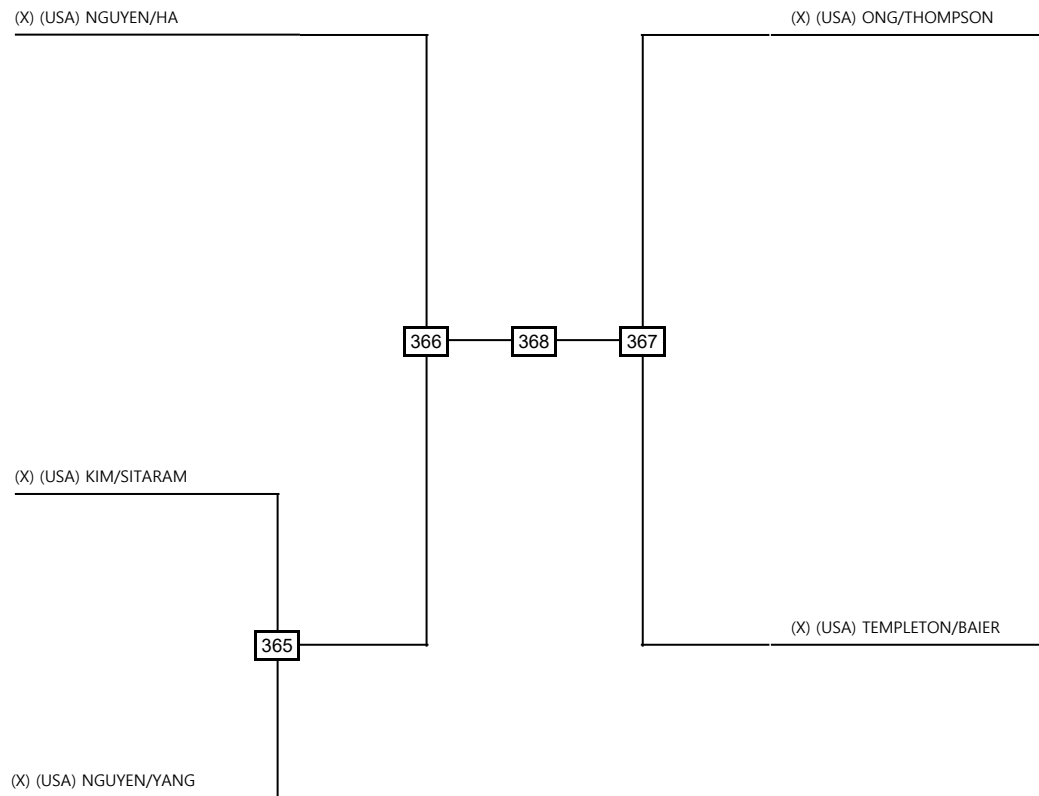 (X) (USA) NGUYEN/HA
(X) (USA) ONG/THOMPSON
366
368
367
(X) (USA) KIM/SITARAM
365
(X) (USA) TEMPLETON/BAIER
(X) (USA) NGUYEN/YANG